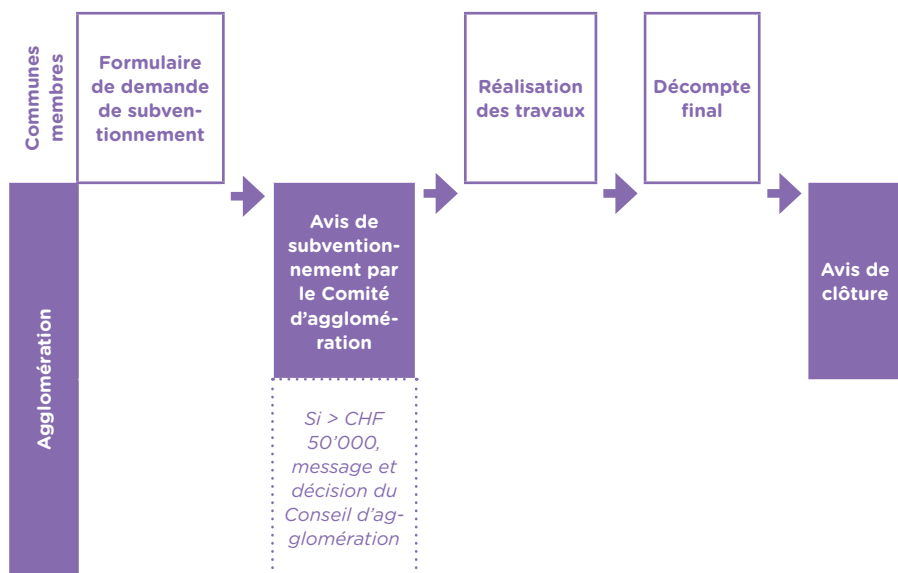 Communes
membres
Formulaire
de demande
de subven-
tionnement
Réalisation
des travaux
Décompte
final
Agglomération
Avis de
subvention-
nement par
le Comité
d'agglomé-
ration
Si > CHF
50'000,
message et
décision du
Conseil d'ag-
glomération
Avis de
clôture